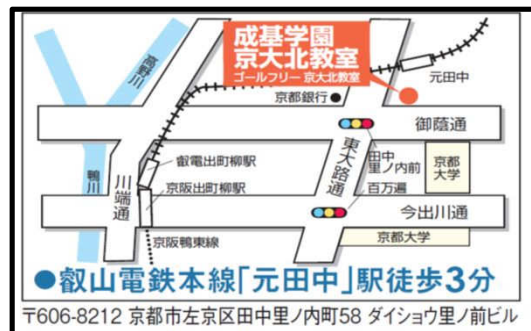 成基学園
京大北教室
ゴールフリー 京大北教室
元田中
高野川
京都銀行
御蔭通
叡電出町柳駅
田中
里ノ内前
京都
大学
東大路通
鴨川
川端通
京阪出町柳駅
百万遍
今出川通
京阪鴨東線
京都大学
●叡山電鉄本線「元田中」駅徒歩3分
〒606-8212 京都市左京区田中里ノ内町58 ダイショウ里ノ前ビル